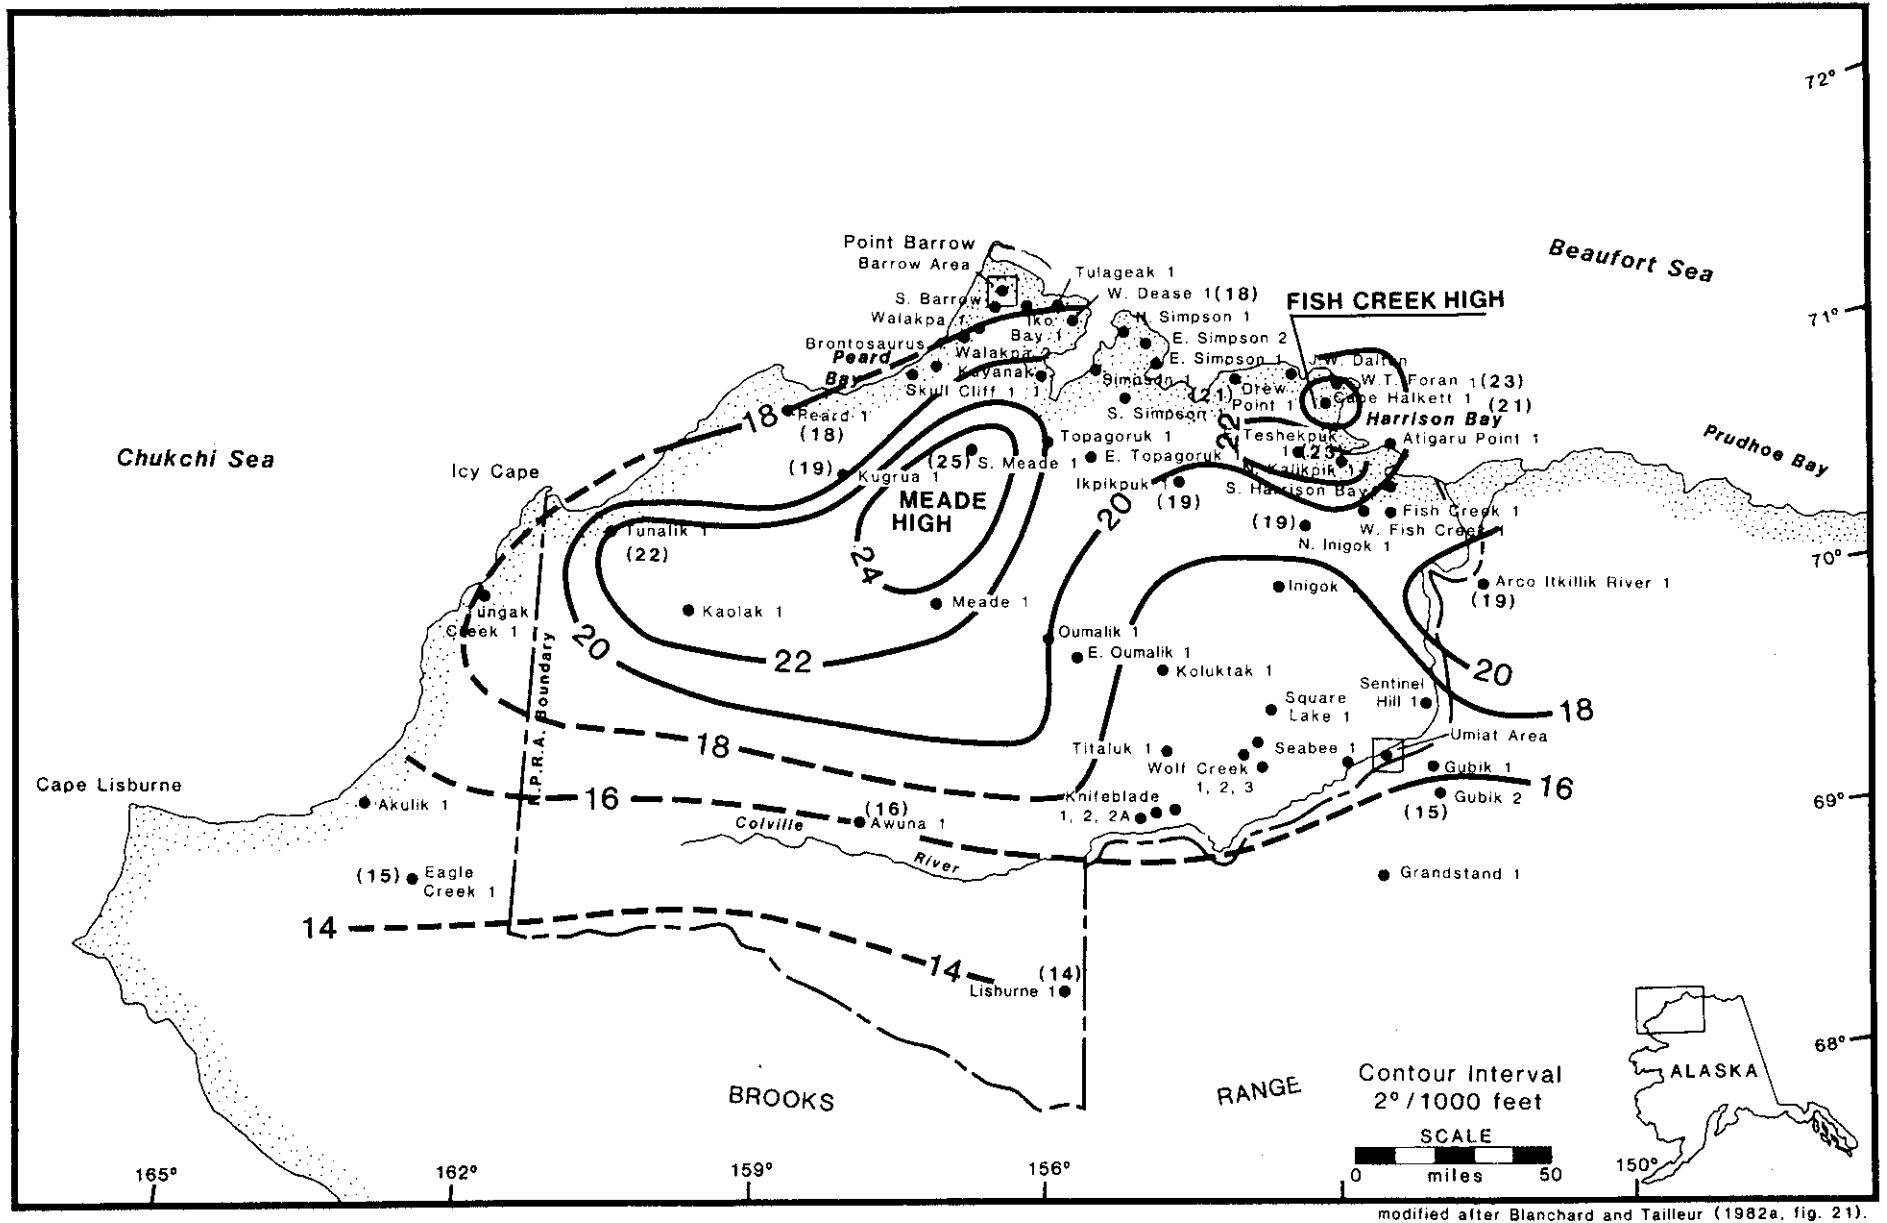 72°
Beaufort Sea
Point Barrow
Barrow Area
Tulageak 1
S. Barrow
W. Dease 1(18)
FISH CREEK HIGH
71°
Walakpa 1
Iko
Bay 1
N. Simpson 1
E. Simpson 2
Brontosaurus 1
Walakpa 2
E. Simpson 1
J.W. Dalton
Peard
Bay
Kuyanak
1
Simpson 1
Drew
Point 1
W.T. Foran 1(23)
Skull Cliff 1
(21)
Cape Halkett 1 (21)
S. Simpson 1
Harrison Bay
18
Peard 1
(18)
22
Teshekpuk
1
(23)
Topagoruk 1
Atigaru Point 1
Prudhoe Bay
Chukchi Sea
Icy Cape
(19)
Kugrua 1
(25)
S. Meade 1
E. Topagoruk 1
N. Kalikpik 1
Ikpikpuk 1
(19)
S. Harrison Bay 1
MEADE
HIGH
20
Fish Creek 1
(19)
N. Inigok 1
W. Fish Creek 1
Tunalik 1
(22)
24
70°
Inigok 1
Arco Itkillik River 1
(19)
Kaolak 1
Meade 1
Tungak
Creek 1
20
Oumalik 1
E. Oumalik 1
22
Koluktak 1
20
N.P.R.A. Boundary
Sentinel
Hill 1
Square
Lake 1
18
18
Umiat Area
Titaluk 1
Seabee 1
Wolf Creek
1, 2, 3
Gubik 1
Cape Lisburne
16
Knifeblade
1, 2, 2A
16
Gubik 2
(15)
69°
Akulik 1
(16)
Awuna 1
Colville
River
(15)
Eagle
Creek 1
Grandstand 1
14
14
(14)
Lisburne 1
68°
BROOKS
RANGE
Contour Interval
2°/1000 feet
SCALE
0 miles 50
ALASKA
165°
162°
159°
156°
150°
modified after Blanchard and Tailleur (1982a, fig. 21).